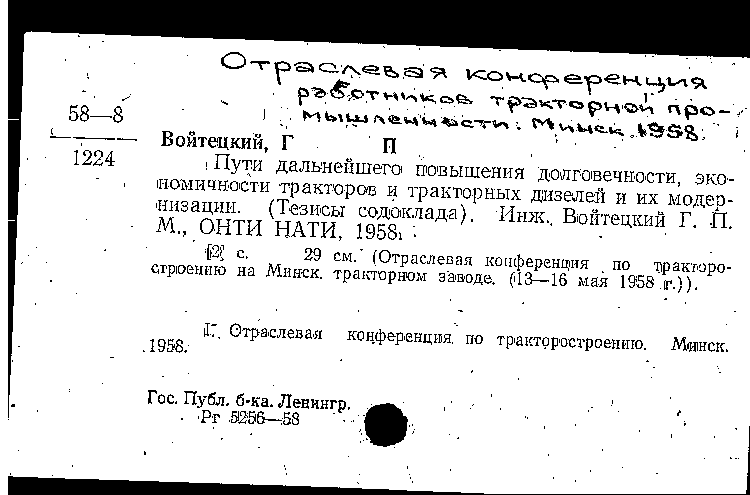 Отраслевая конференция
работников тракторной про-
мышленности. Минск. 1958.
58—8
1224
Войтецкий, Г П
Пути дальнейшего повышения долговечности, эко-
номичности тракторов и тракторных дизелей и их модер-
низации. (Тезисы содоклада). Инж. Войтецкий Г. П.
М., ОНТИ НАТИ, 1958.
12 с. 29 см. (Отраслевая конференция по тракторо-
строению на Минск. тракторном заводе. (13—16 мая 1958 г.)).
I. Отраслевая конференция по тракторостроению. Минск.
1958.
Гос. Публ. б-ка. Ленингр.
Рг 5256—58